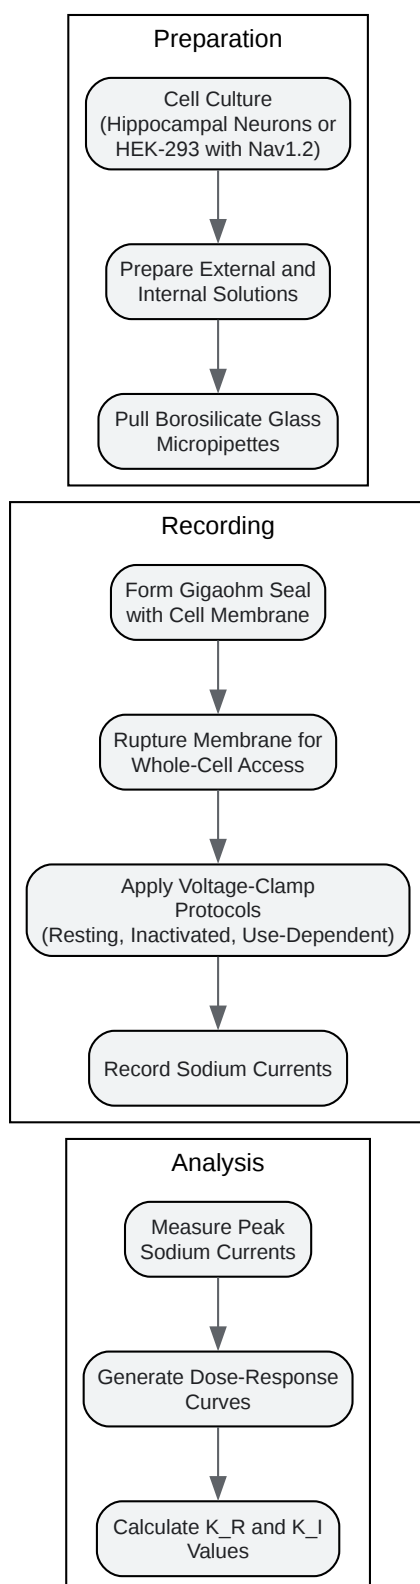 Preparation
Cell Culture
(Hippocampal Neurons or
HEK-293 with Nav1.2)
Prepare External and
Internal Solutions
Pull Borosilicate Glass
Micropipettes
Recording
Form Gigaohm Seal
with Cell Membrane
Rupture Membrane for
Whole-Cell Access
Apply Voltage-Clamp
Protocols
(Resting, Inactivated, Use-Dependent)
Record Sodium Currents
Analysis
Measure Peak
Sodium Currents
Generate Dose-Response
Curves
Calculate K_R and K_I
Values